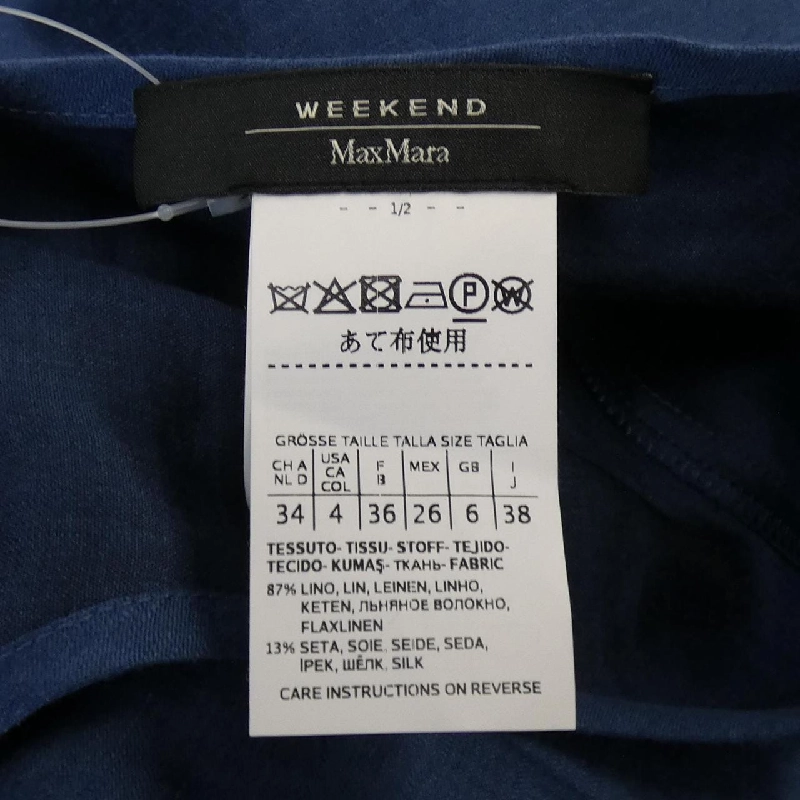 WEEKEND
MaxMara
- - 1/2 - -
P W
あて布使用
GRÖSSE TAILLE TALLA SIZE TAGLIA
CH A NL D USA CA COL F B MEX GB I J
34 4 36 26 6 38
TESSUTO- TISSU- STOFF- TEJIDO-
TECIDO- KUMAŞ- ТКАНЬ- FABRIC
87% LINO, LIN, LEINEN, LINHO,
KETEN, ЛЬНЯНОЕ ВОЛОКНО,
FLAXLINEN
13% SETA, SOIE, SEIDE, SEDA,
İPEK, ШЁЛК, SILK
CARE INSTRUCTIONS ON REVERSE